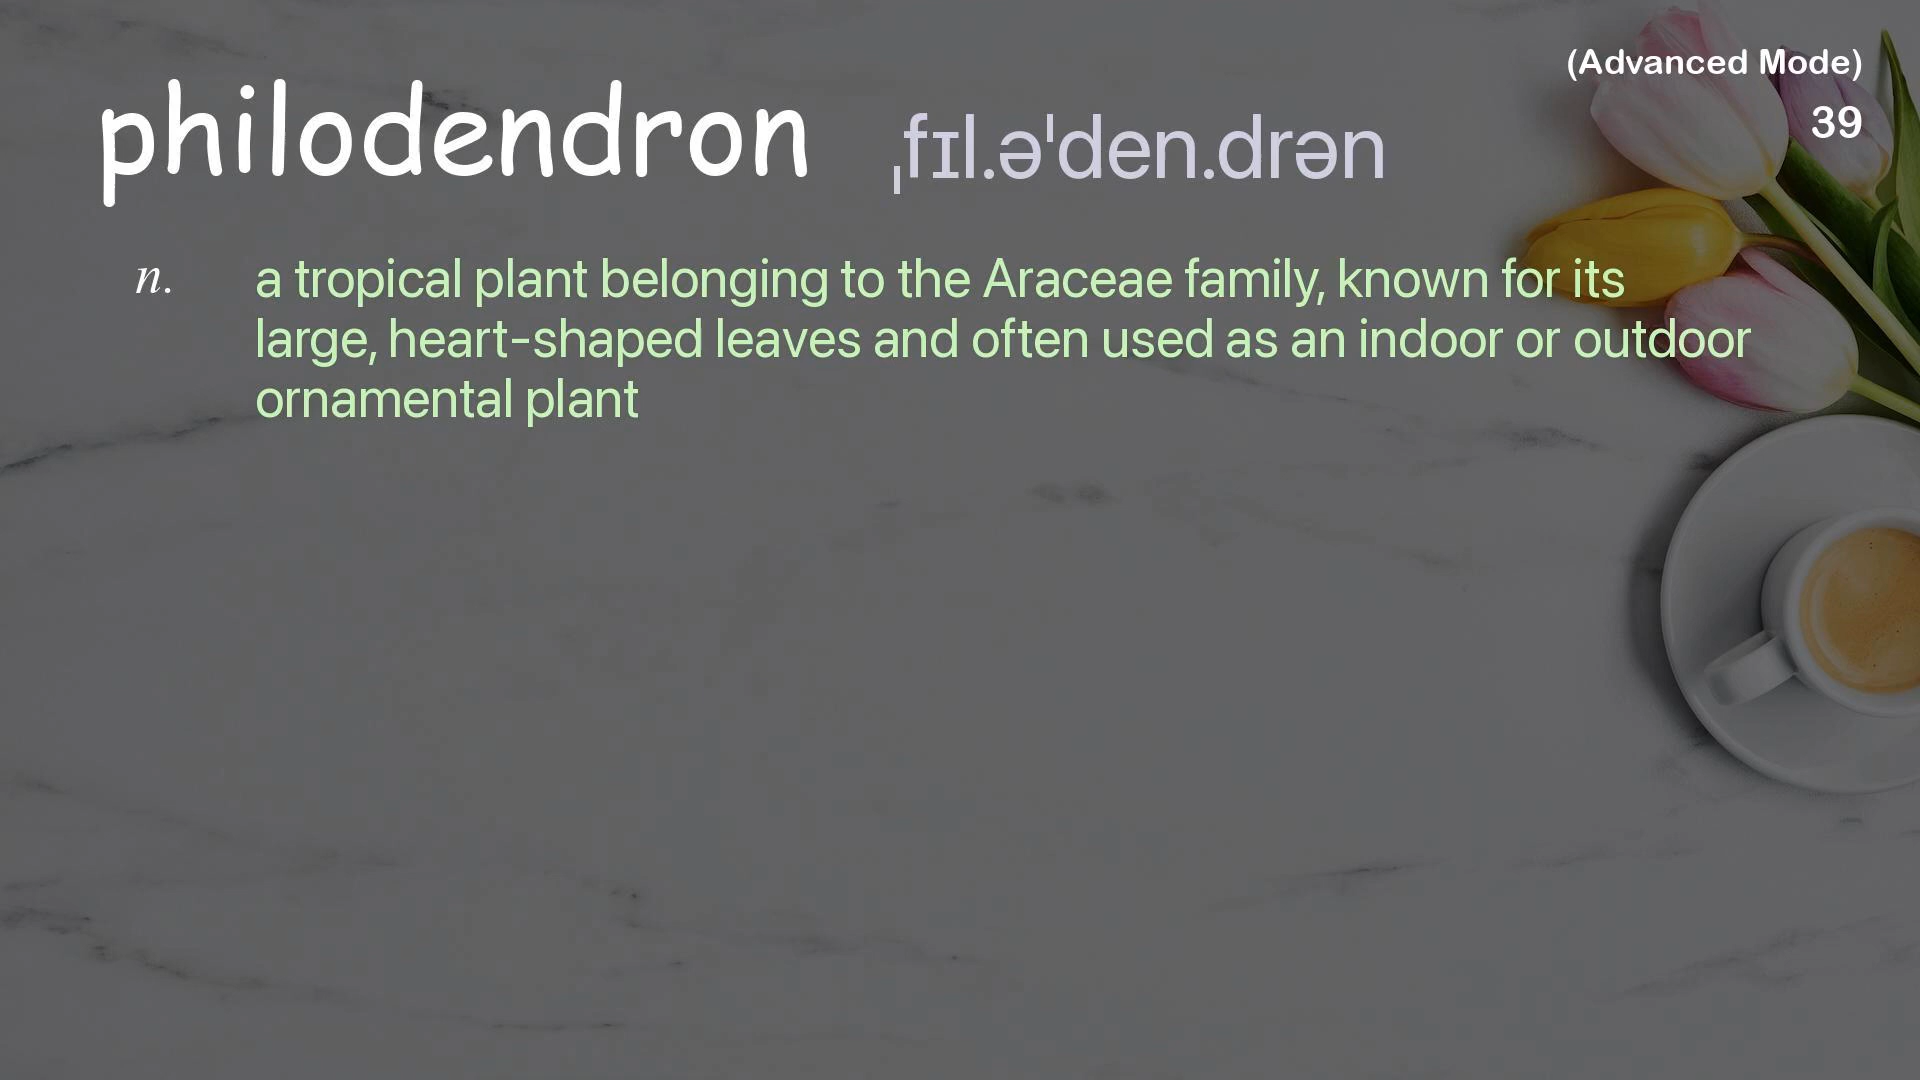 (Advanced Mode)
philodendron ˌfɪl.əˈden.drən
39
n. a tropical plant belonging to the Araceae family, known for its
large, heart-shaped leaves and often used as an indoor or outdoor
ornamental plant